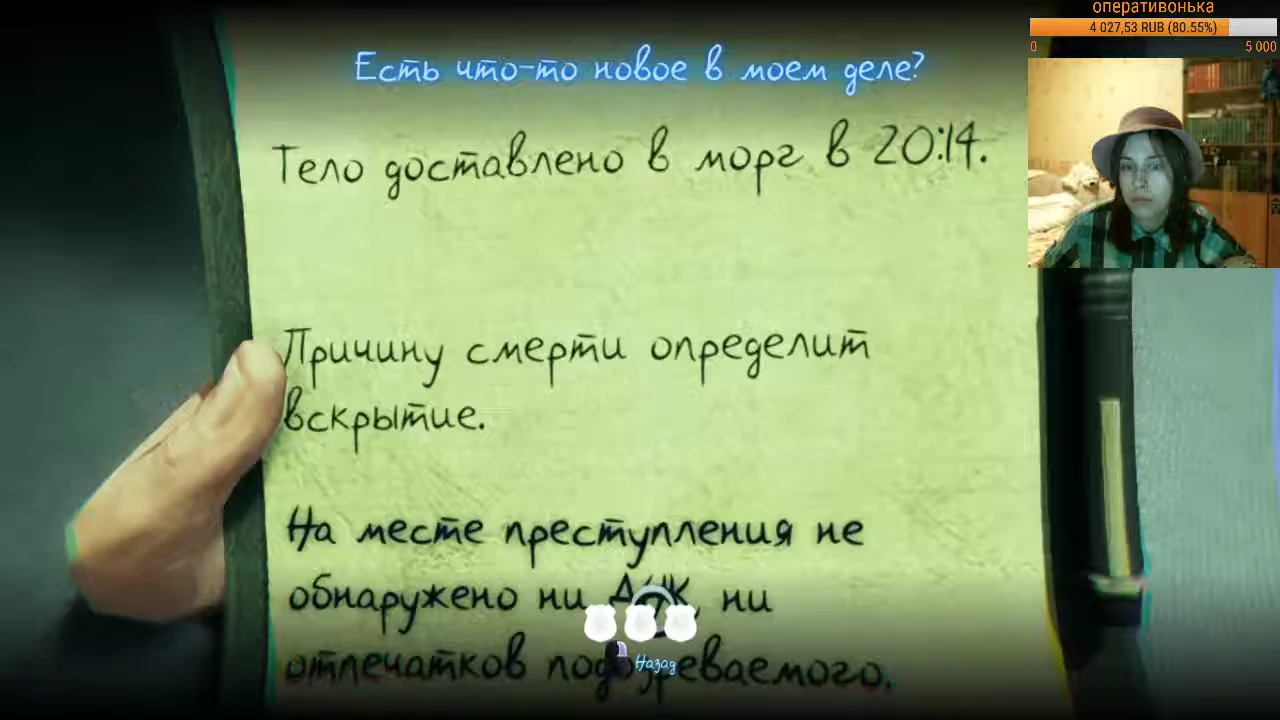 оперативонька
4 027,53 RUB (80.55%)
0 5 000
Есть что-то новое в моем деле?
Тело доставлено в морг в 20:14.
Причину смерти определит
вскрытие.
На месте преступления не
обнаружено ни ДНК, ни
отпечатков подозреваемого.
Назад